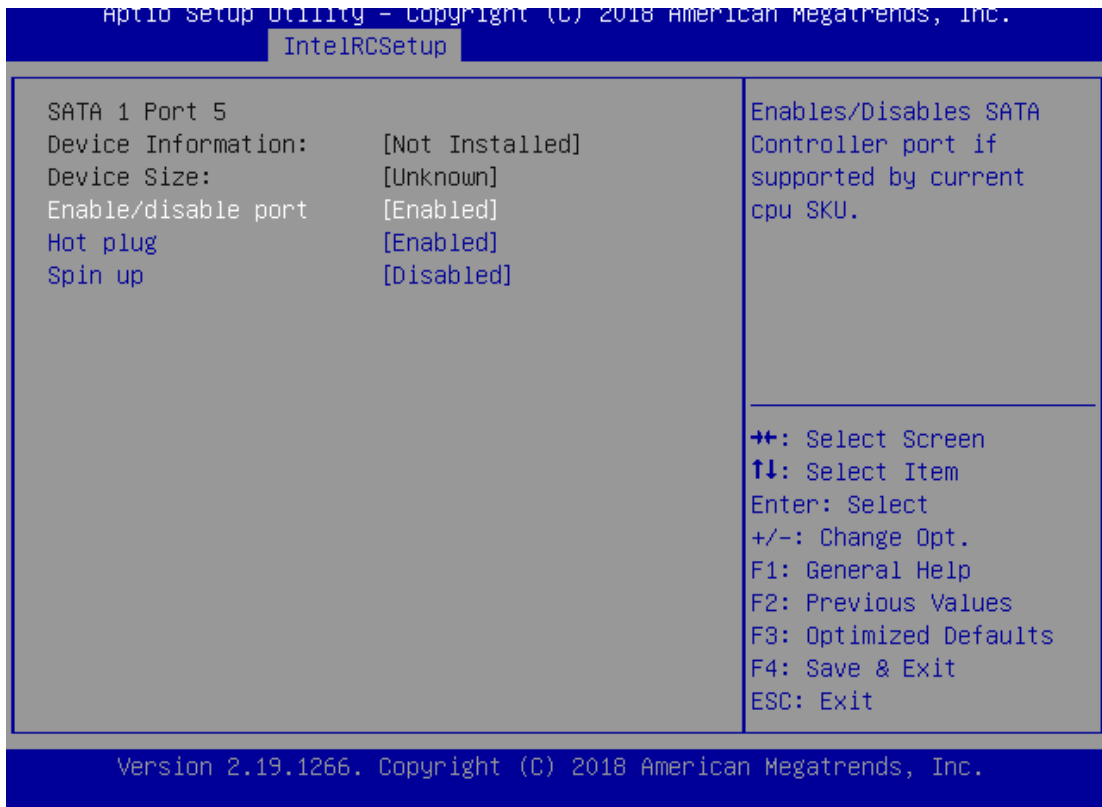 Aptio Setup Utility – Copyright (C) 2018 American Megatrends, Inc.
IntelRCSetup
SATA 1 Port 5
Device Information: [Not Installed]
Device Size: [Unknown]
Enable/disable port [Enabled]
Hot plug [Enabled]
Spin up [Disabled]
Enables/Disables SATA
Controller port if
supported by current
cpu SKU.
→←: Select Screen
↑↓: Select Item
Enter: Select
+/-: Change Opt.
F1: General Help
F2: Previous Values
F3: Optimized Defaults
F4: Save & Exit
ESC: Exit
Version 2.19.1266. Copyright (C) 2018 American Megatrends, Inc.